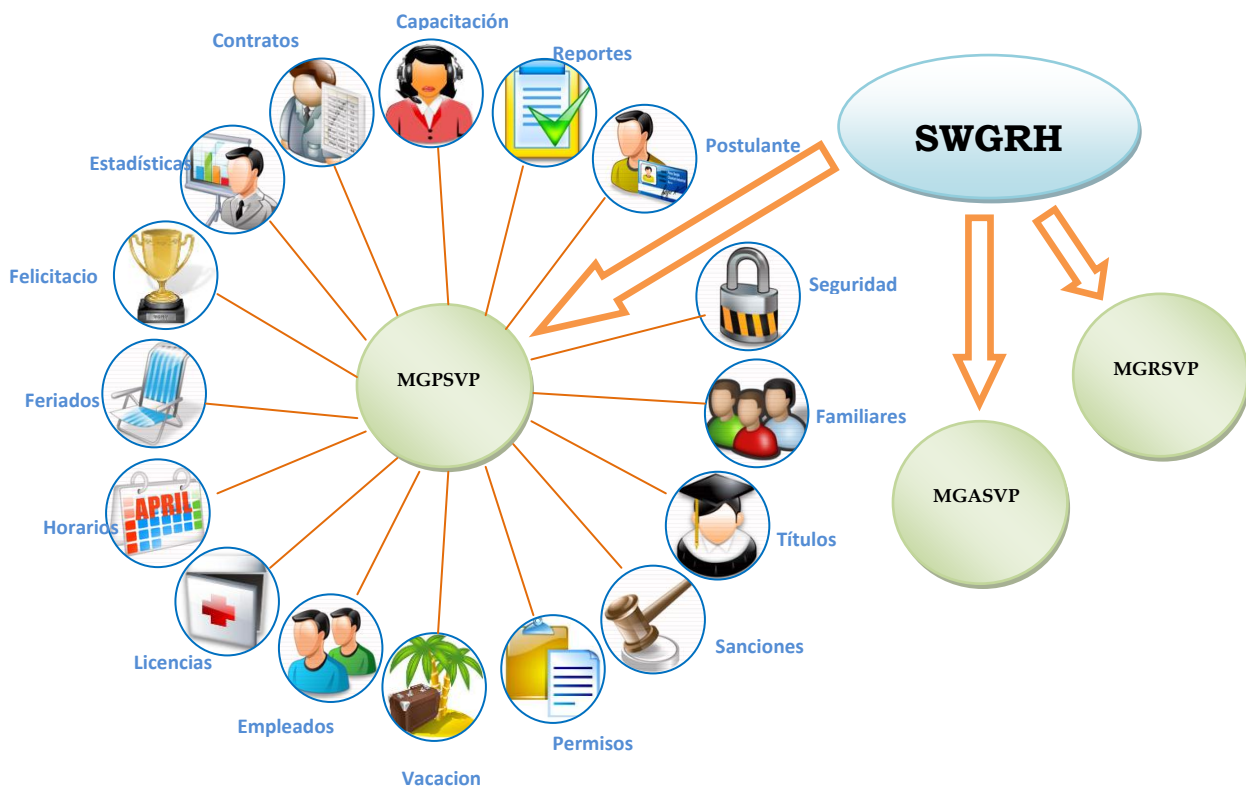 Capacitación
Contratos
Reportes
Postulante
SWGRH
Estadísticas
Felicitacio
Seguridad
MGPSVP
MGRSVP
Feriados
Familiares
MGASVP
APRIL
Horarios
Títulos
Licencias
Sanciones
Empleados
Permisos
Vacacion